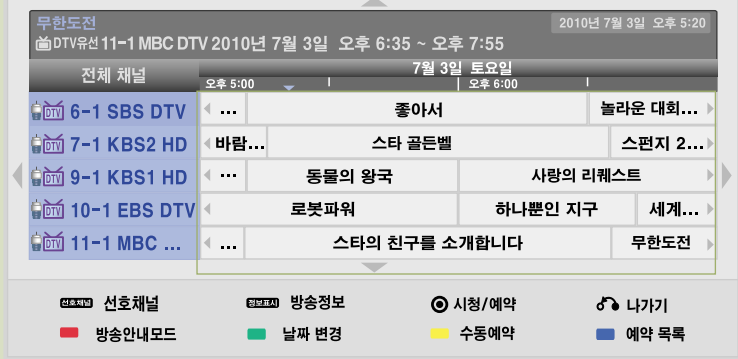 무한도전
2010년 7월 3일 오후 5:20
DTV유선 11-1 MBC DTV 2010년 7월 3일 오후 6:35 ~ 오후 7:55
전체 채널
7월 3일 토요일
오후 5:00 오후 6:00
DTV 6-1 SBS DTV ... 좋아서 놀라운 대회...
DTV 7-1 KBS2 HD 바람... 스타 골든벨 스펀지 2...
DTV 9-1 KBS1 HD ... 동물의 왕국 사랑의 리퀘스트
DTV 10-1 EBS DTV 로봇파워 하나뿐인 지구 세계...
DTV 11-1 MBC ... ... 스타의 친구를 소개합니다 무한도전
선호채널 선호채널 정보표시 방송정보 시청/예약 나가기
방송안내모드 날짜 변경 수동예약 예약 목록